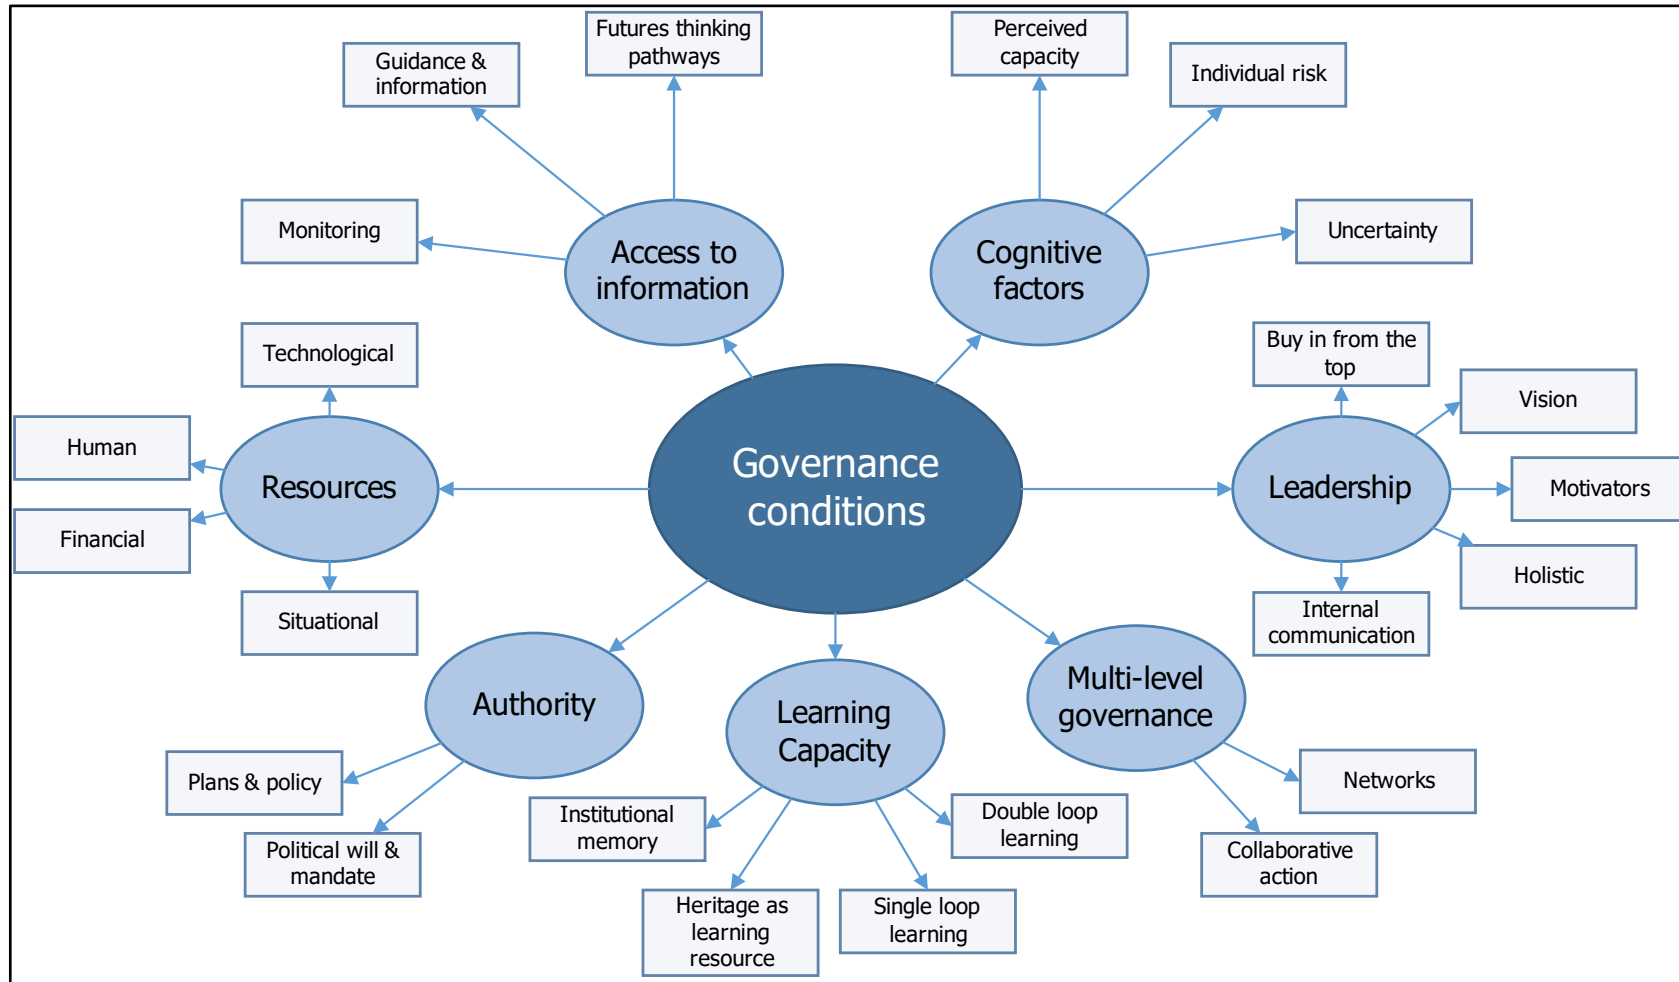 Futures thinking
pathways
Perceived
capacity
Guidance &
information
Individual risk
Monitoring
Uncertainty
Access to
information
Cognitive
factors
Technological
Buy in from the
top
Vision
Human
Resources
Governance
conditions
Leadership
Motivators
Financial
Holistic
Situational
Internal
communication
Authority
Learning
Capacity
Multi-level
governance
Plans & policy
Networks
Institutional
memory
Double loop
learning
Political will &
mandate
Collaborative
action
Heritage as
learning
resource
Single loop
learning